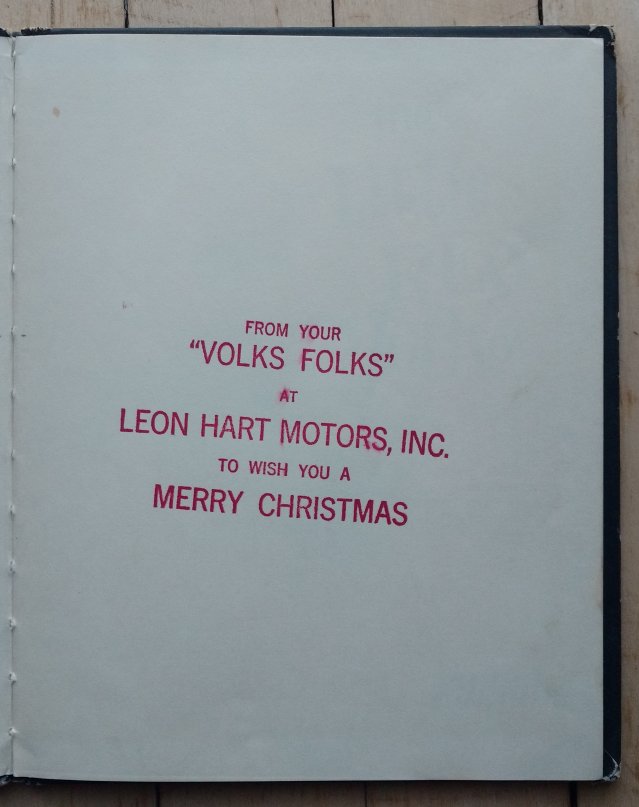 FROM YOUR
“VOLKS FOLKS”
AT
LEON HART MOTORS, INC.
TO WISH YOU A
MERRY CHRISTMAS